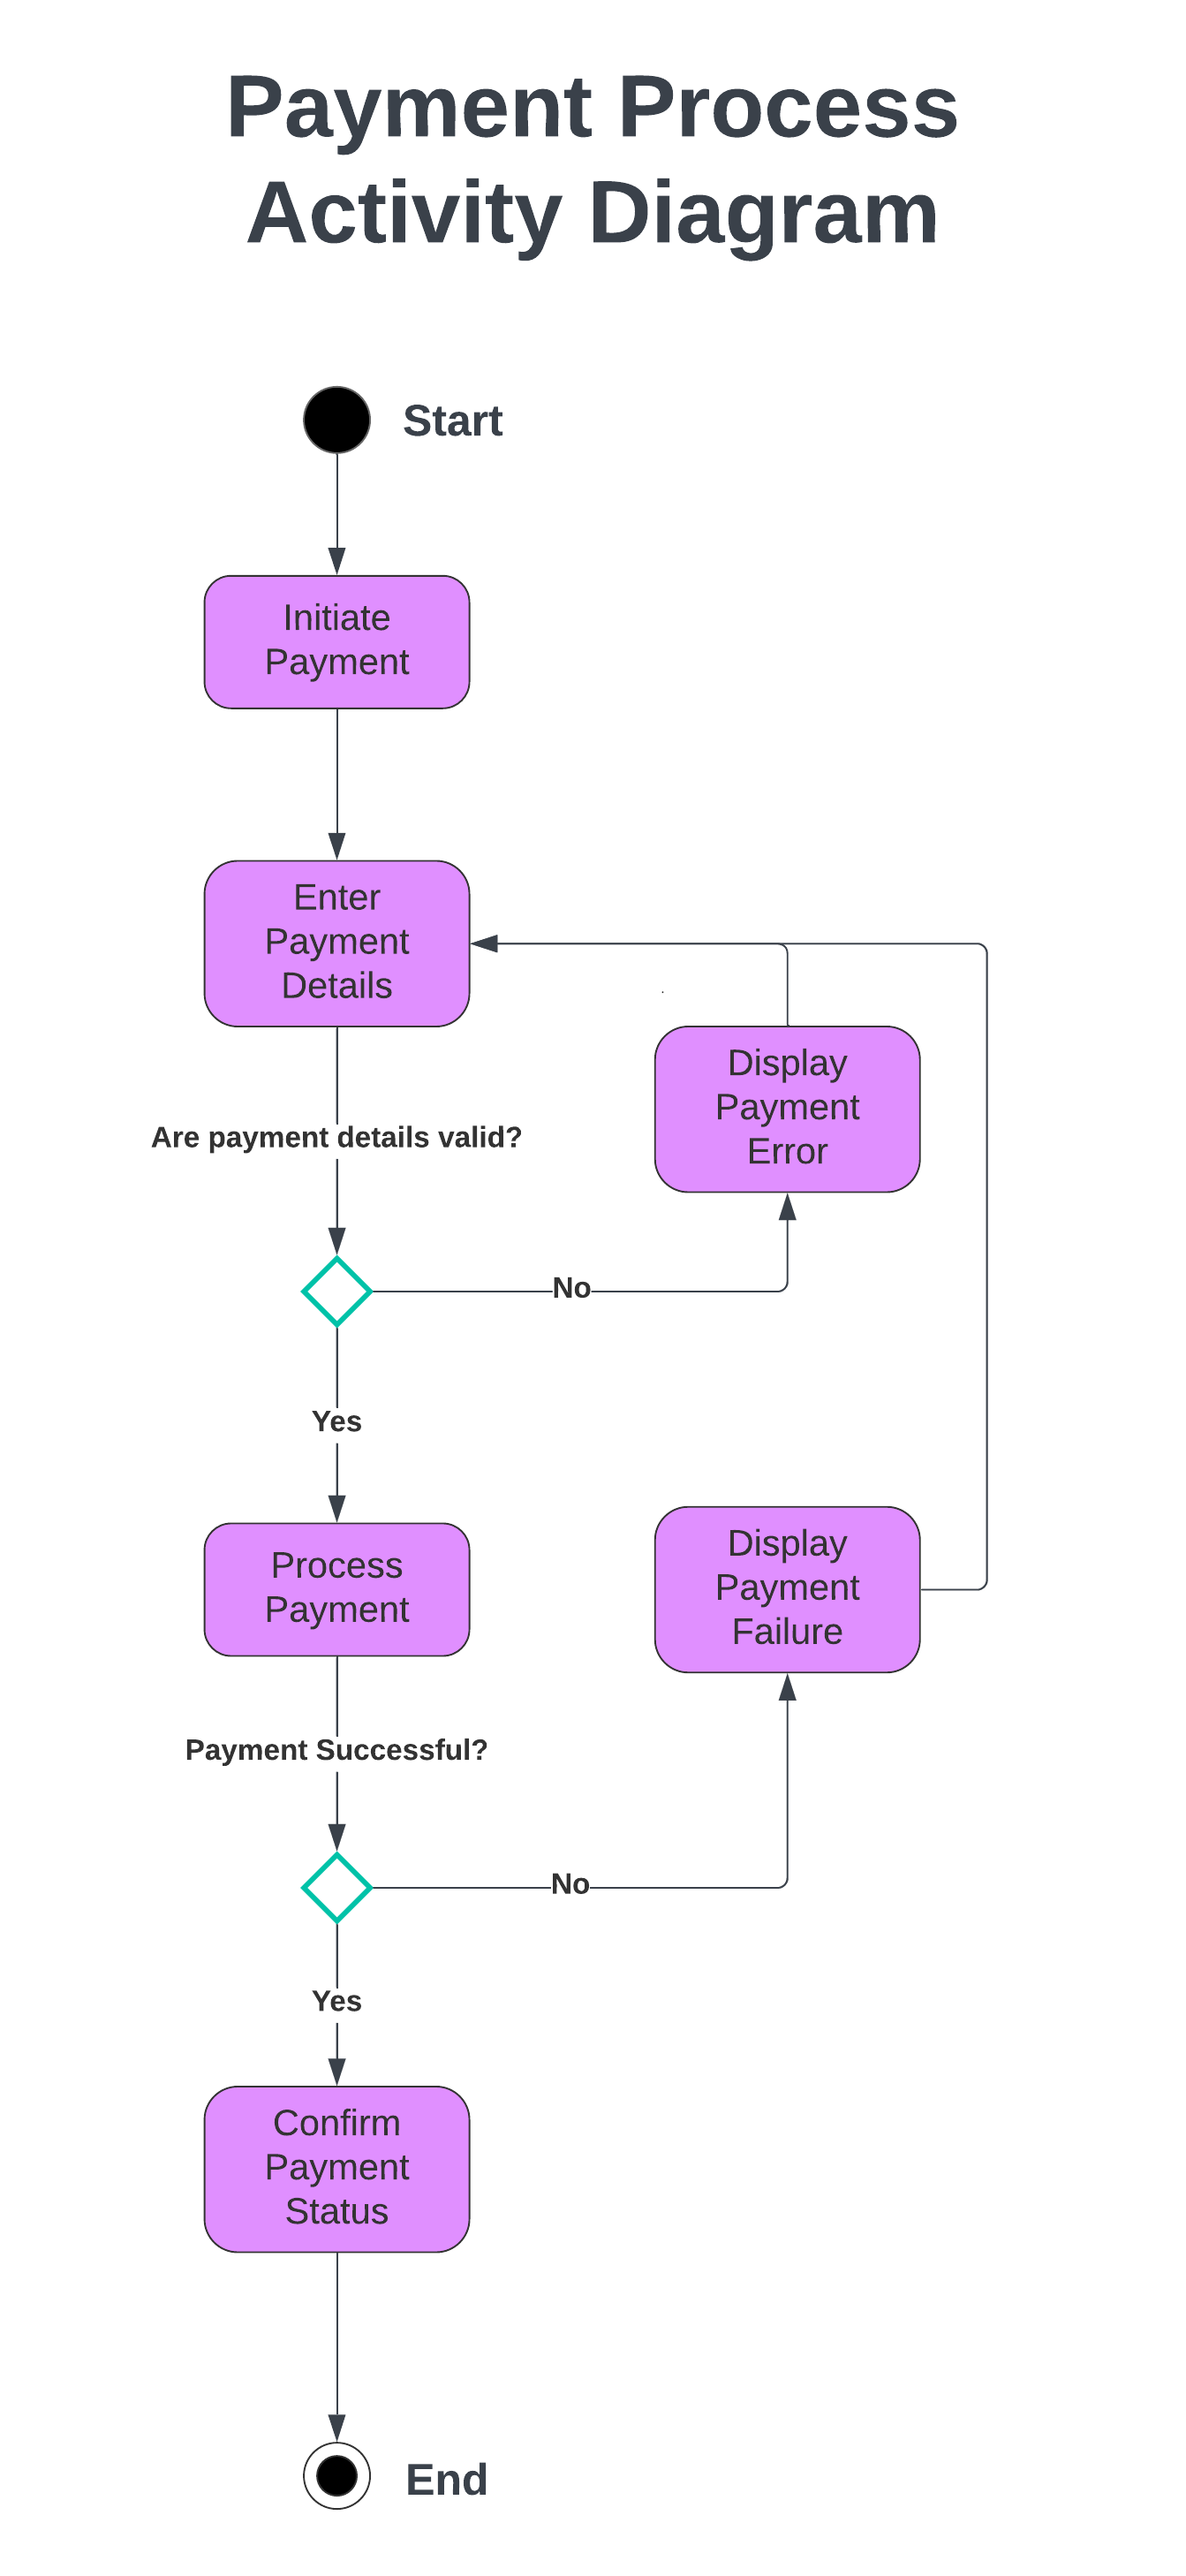 Payment Process
Activity Diagram
Start
Initiate
Payment
Enter
Payment
Details
Display
Payment
Error
Are payment details valid?
No
Yes
Process
Payment
Display
Payment
Failure
Payment Successful?
No
Yes
Confirm
Payment
Status
End